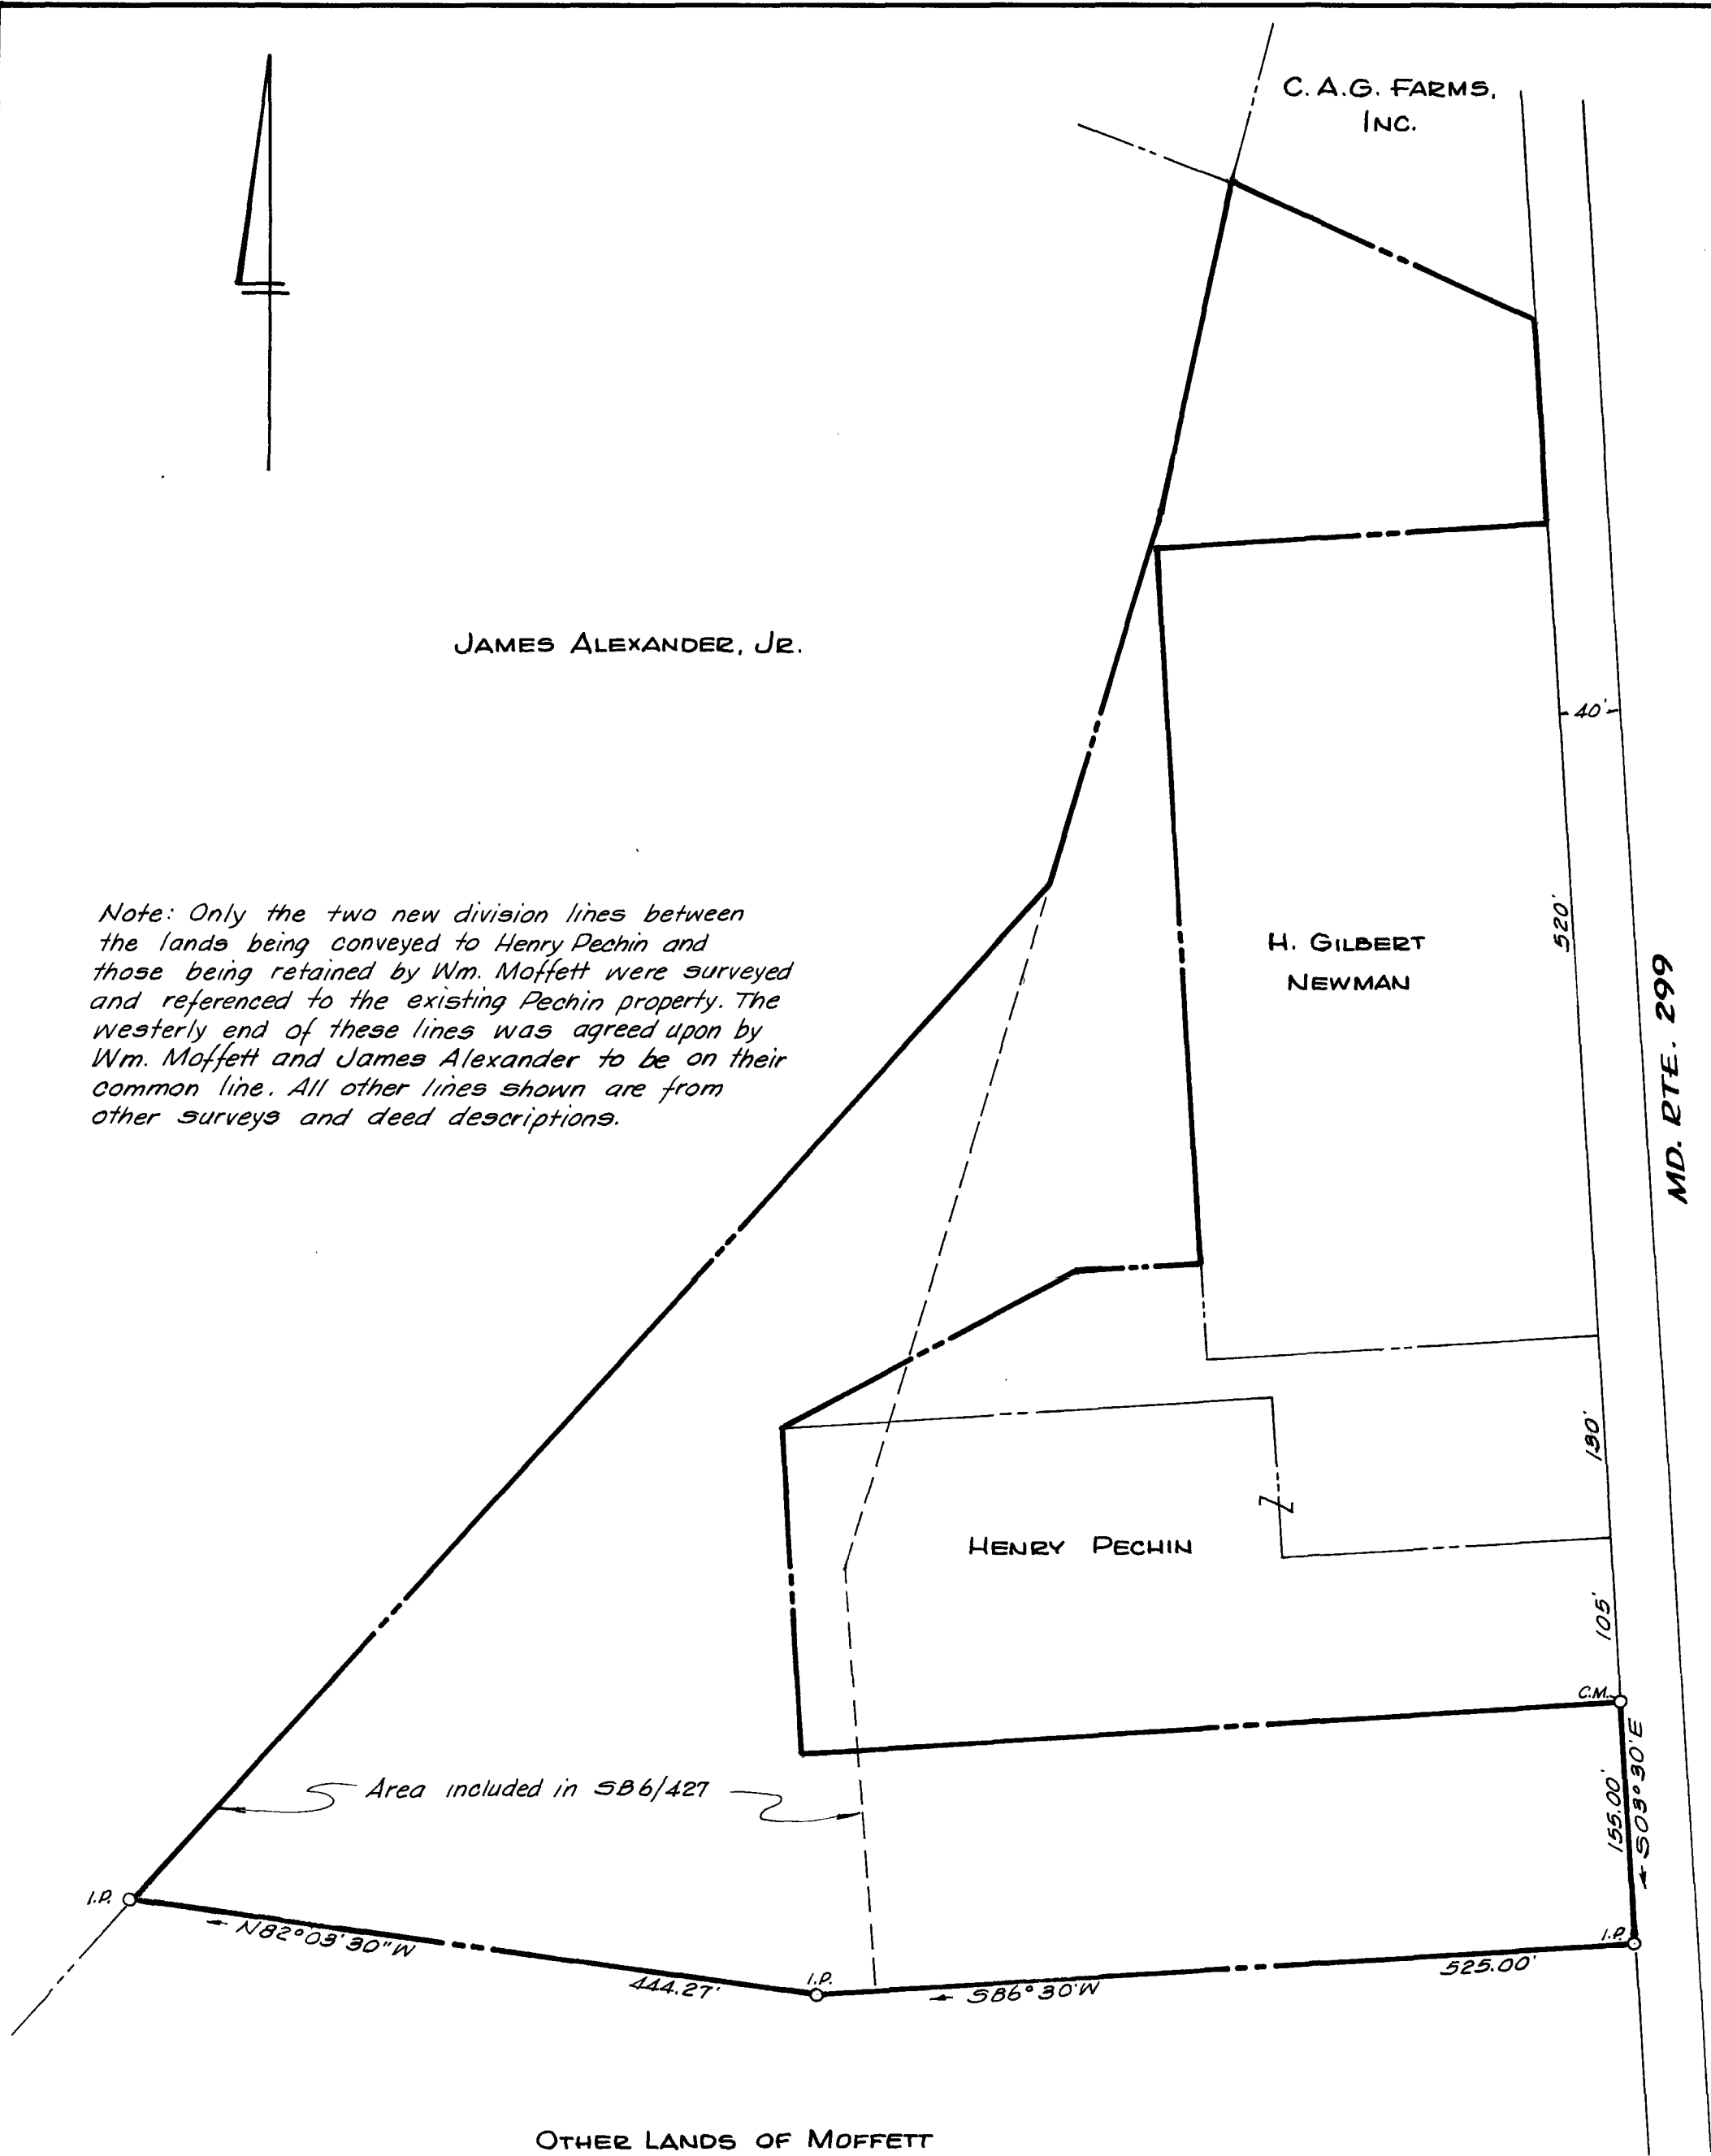 C. A.G. FARMS,
INC.
JAMES ALEXANDER, JR.
40'
Note: Only the two new division lines between
the lands being conveyed to Henry Pechin and
those being retained by Wm. Moffett were surveyed
and referenced to the existing Pechin property. The
westerly end of these lines was agreed upon by
Wm. Moffett and James Alexander to be on their
common line. All other lines shown are from
other surveys and deed descriptions.
H. GILBERT
NEWMAN
520'
MD. RTE. 299
130'
HENRY PECHIN
105'
C.M.
155.00'
S03°30'E
Area included in SB6/427
I.P.
N82°03'30"W
444.27'
I.P.
S86°30'W
525.00'
I.P.
OTHER LANDS OF MOFFETT